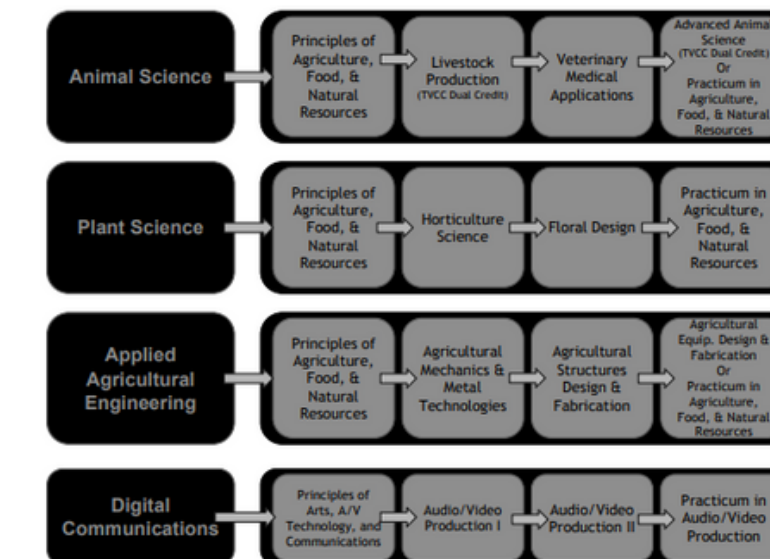 Animal Science
Principles of
Agriculture,
Food, &
Natural
Resources
Livestock
Production
(TVCC Dual Credit)
Veterinary
Medical
Applications
Advanced Animal
Science
(TVCC Dual Credit)
Or
Practicum in
Agriculture,
Food, & Natural
Resources
Plant Science
Principles of
Agriculture,
Food, &
Natural
Resources
Horticulture
Science
Floral Design
Practicum in
Agriculture,
Food, &
Natural
Resources
Applied
Agricultural
Engineering
Principles of
Agriculture,
Food, &
Natural
Resources
Agricultural
Mechanics &
Metal
Technologies
Agricultural
Structures
Design &
Fabrication
Agricultural
Equip. Design &
Fabrication
Or
Practicum in
Agriculture,
Food, & Natural
Resources
Digital
Communications
Principles of
Arts, A/V
Technology, and
Communications
Audio/Video
Production I
Audio/Video
Production II
Practicum in
Audio/Video
Production